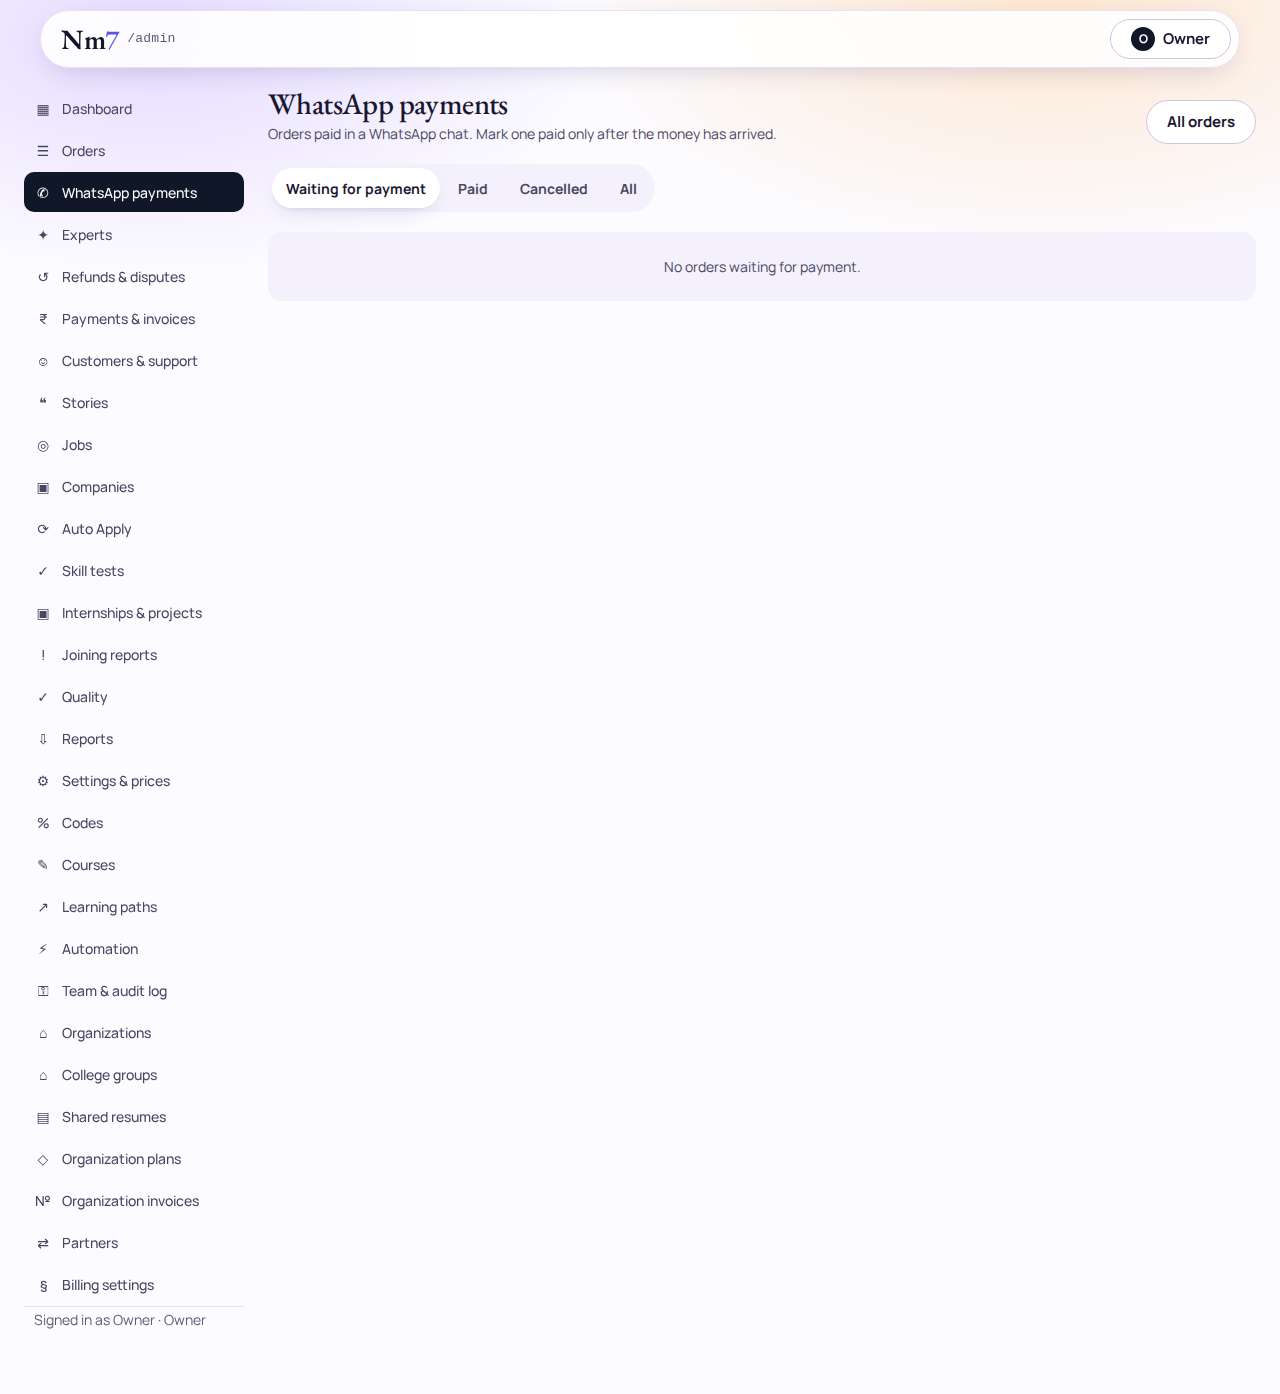 Nm7 /admin
O Owner
▦ Dashboard
☰ Orders
✆ WhatsApp payments
✦ Experts
↺ Refunds & disputes
₹ Payments & invoices
☺ Customers & support
❝ Stories
◎ Jobs
▣ Companies
⟳ Auto Apply
✓ Skill tests
▣ Internships & projects
! Joining reports
✓ Quality
⇩ Reports
⚙ Settings & prices
% Codes
✎ Courses
↗ Learning paths
⚡ Automation
⚿ Team & audit log
⌂ Organizations
⌂ College groups
▤ Shared resumes
◇ Organization plans
№ Organization invoices
⇄ Partners
§ Billing settings
Signed in as Owner · Owner
WhatsApp payments
Orders paid in a WhatsApp chat. Mark one paid only after the money has arrived.
All orders
Waiting for payment Paid Cancelled All
No orders waiting for payment.